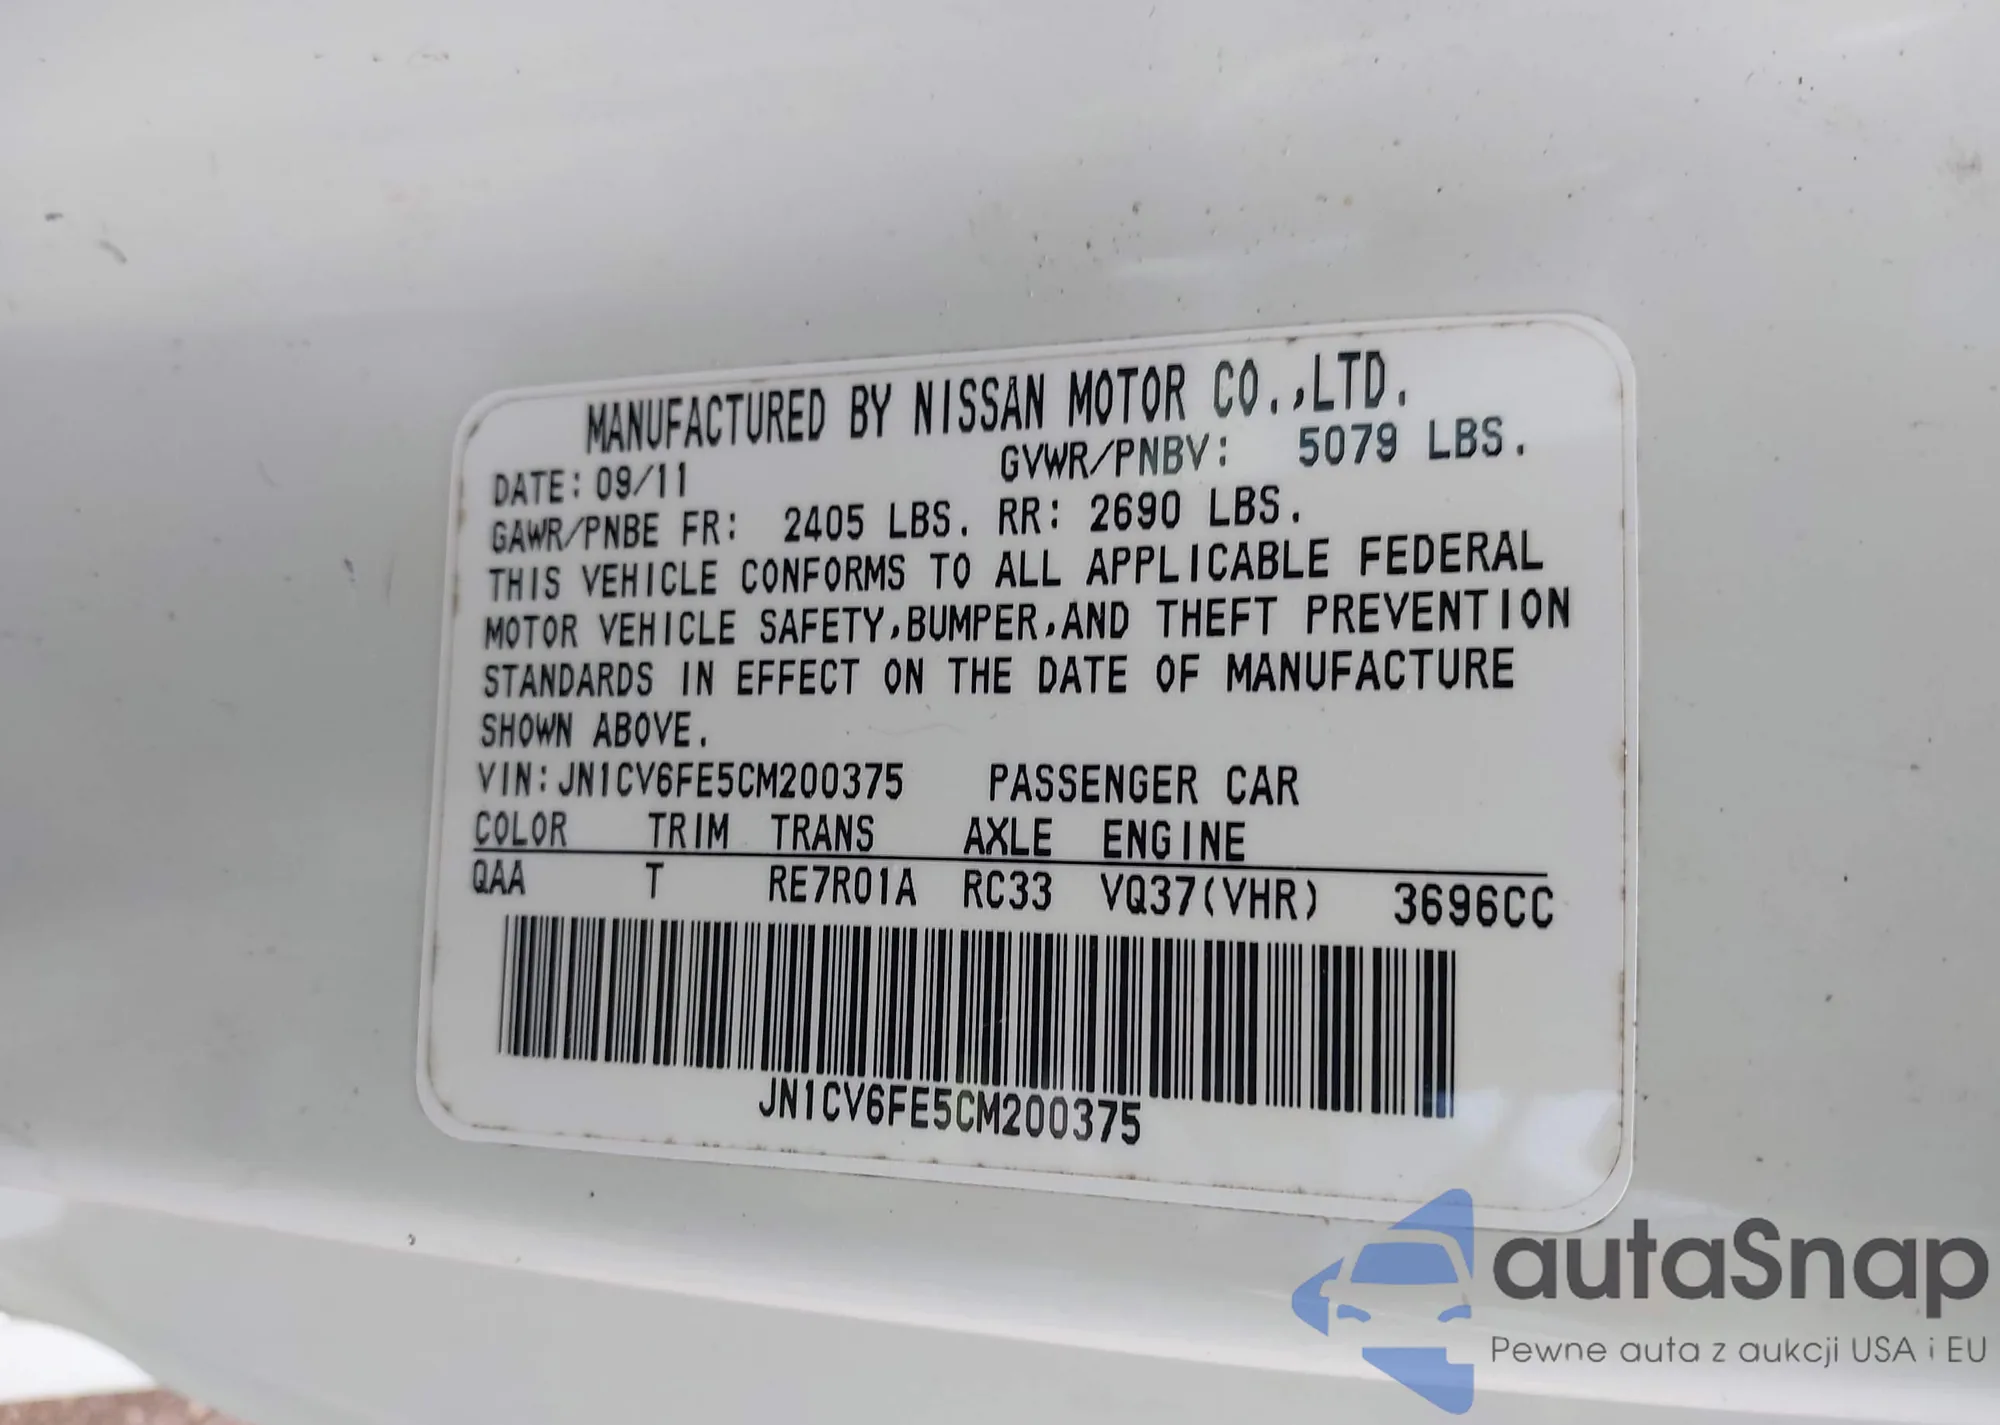 MANUFACTURED BY NISSAN MOTOR CO.,LTD.
DATE: 09/11 GVWR/PNBV: 5079 LBS.
GAWR/PNBE FR: 2405 LBS. RR: 2690 LBS.
THIS VEHICLE CONFORMS TO ALL APPLICABLE FEDERAL
MOTOR VEHICLE SAFETY,BUMPER,AND THEFT PREVENTION
STANDARDS IN EFFECT ON THE DATE OF MANUFACTURE
SHOWN ABOVE.
VIN:JN1CV6FE5CM200375 PASSENGER CAR
COLOR TRIM TRANS AXLE ENGINE
QAA T RE7R01A RC33 VQ37(VHR) 3696CC
JN1CV6FE5CM200375
autaSnap
Pewne auta z aukcji USA i EU